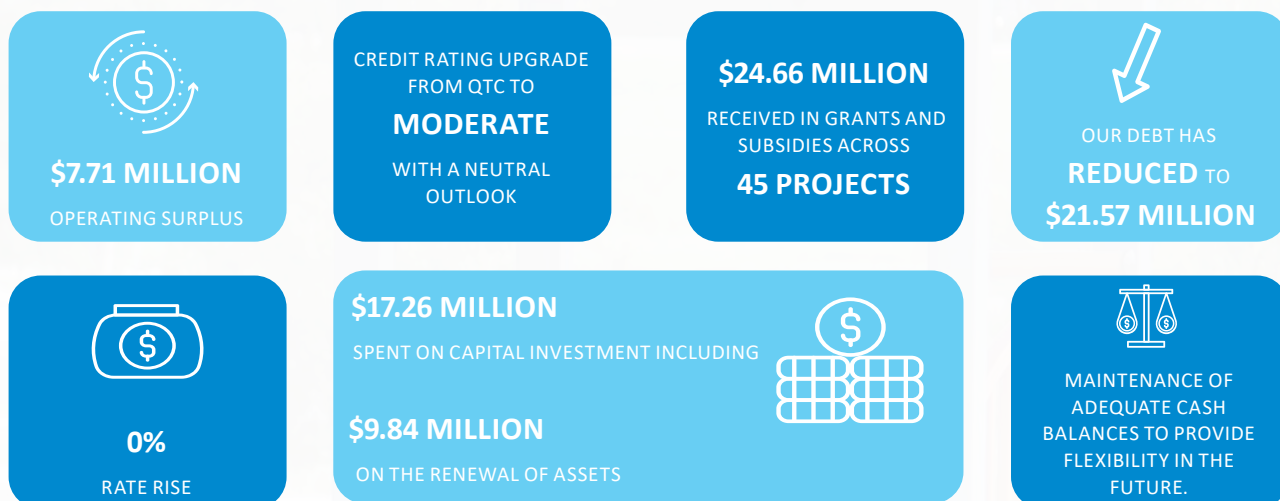 $7.71 MILLION
OPERATING SURPLUS
CREDIT RATING UPGRADE
FROM QTC TO
MODERATE
WITH A NEUTRAL
OUTLOOK
$24.66 MILLION
RECEIVED IN GRANTS AND
SUBSIDIES ACROSS
45 PROJECTS
OUR DEBT HAS
REDUCED TO
$21.57 MILLION
0%
RATE RISE
$17.26 MILLION
SPENT ON CAPITAL INVESTMENT INCLUDING
$9.84 MILLION
ON THE RENEWAL OF ASSETS
MAINTENANCE OF
ADEQUATE CASH
BALANCES TO PROVIDE
FLEXIBILITY IN THE
FUTURE.